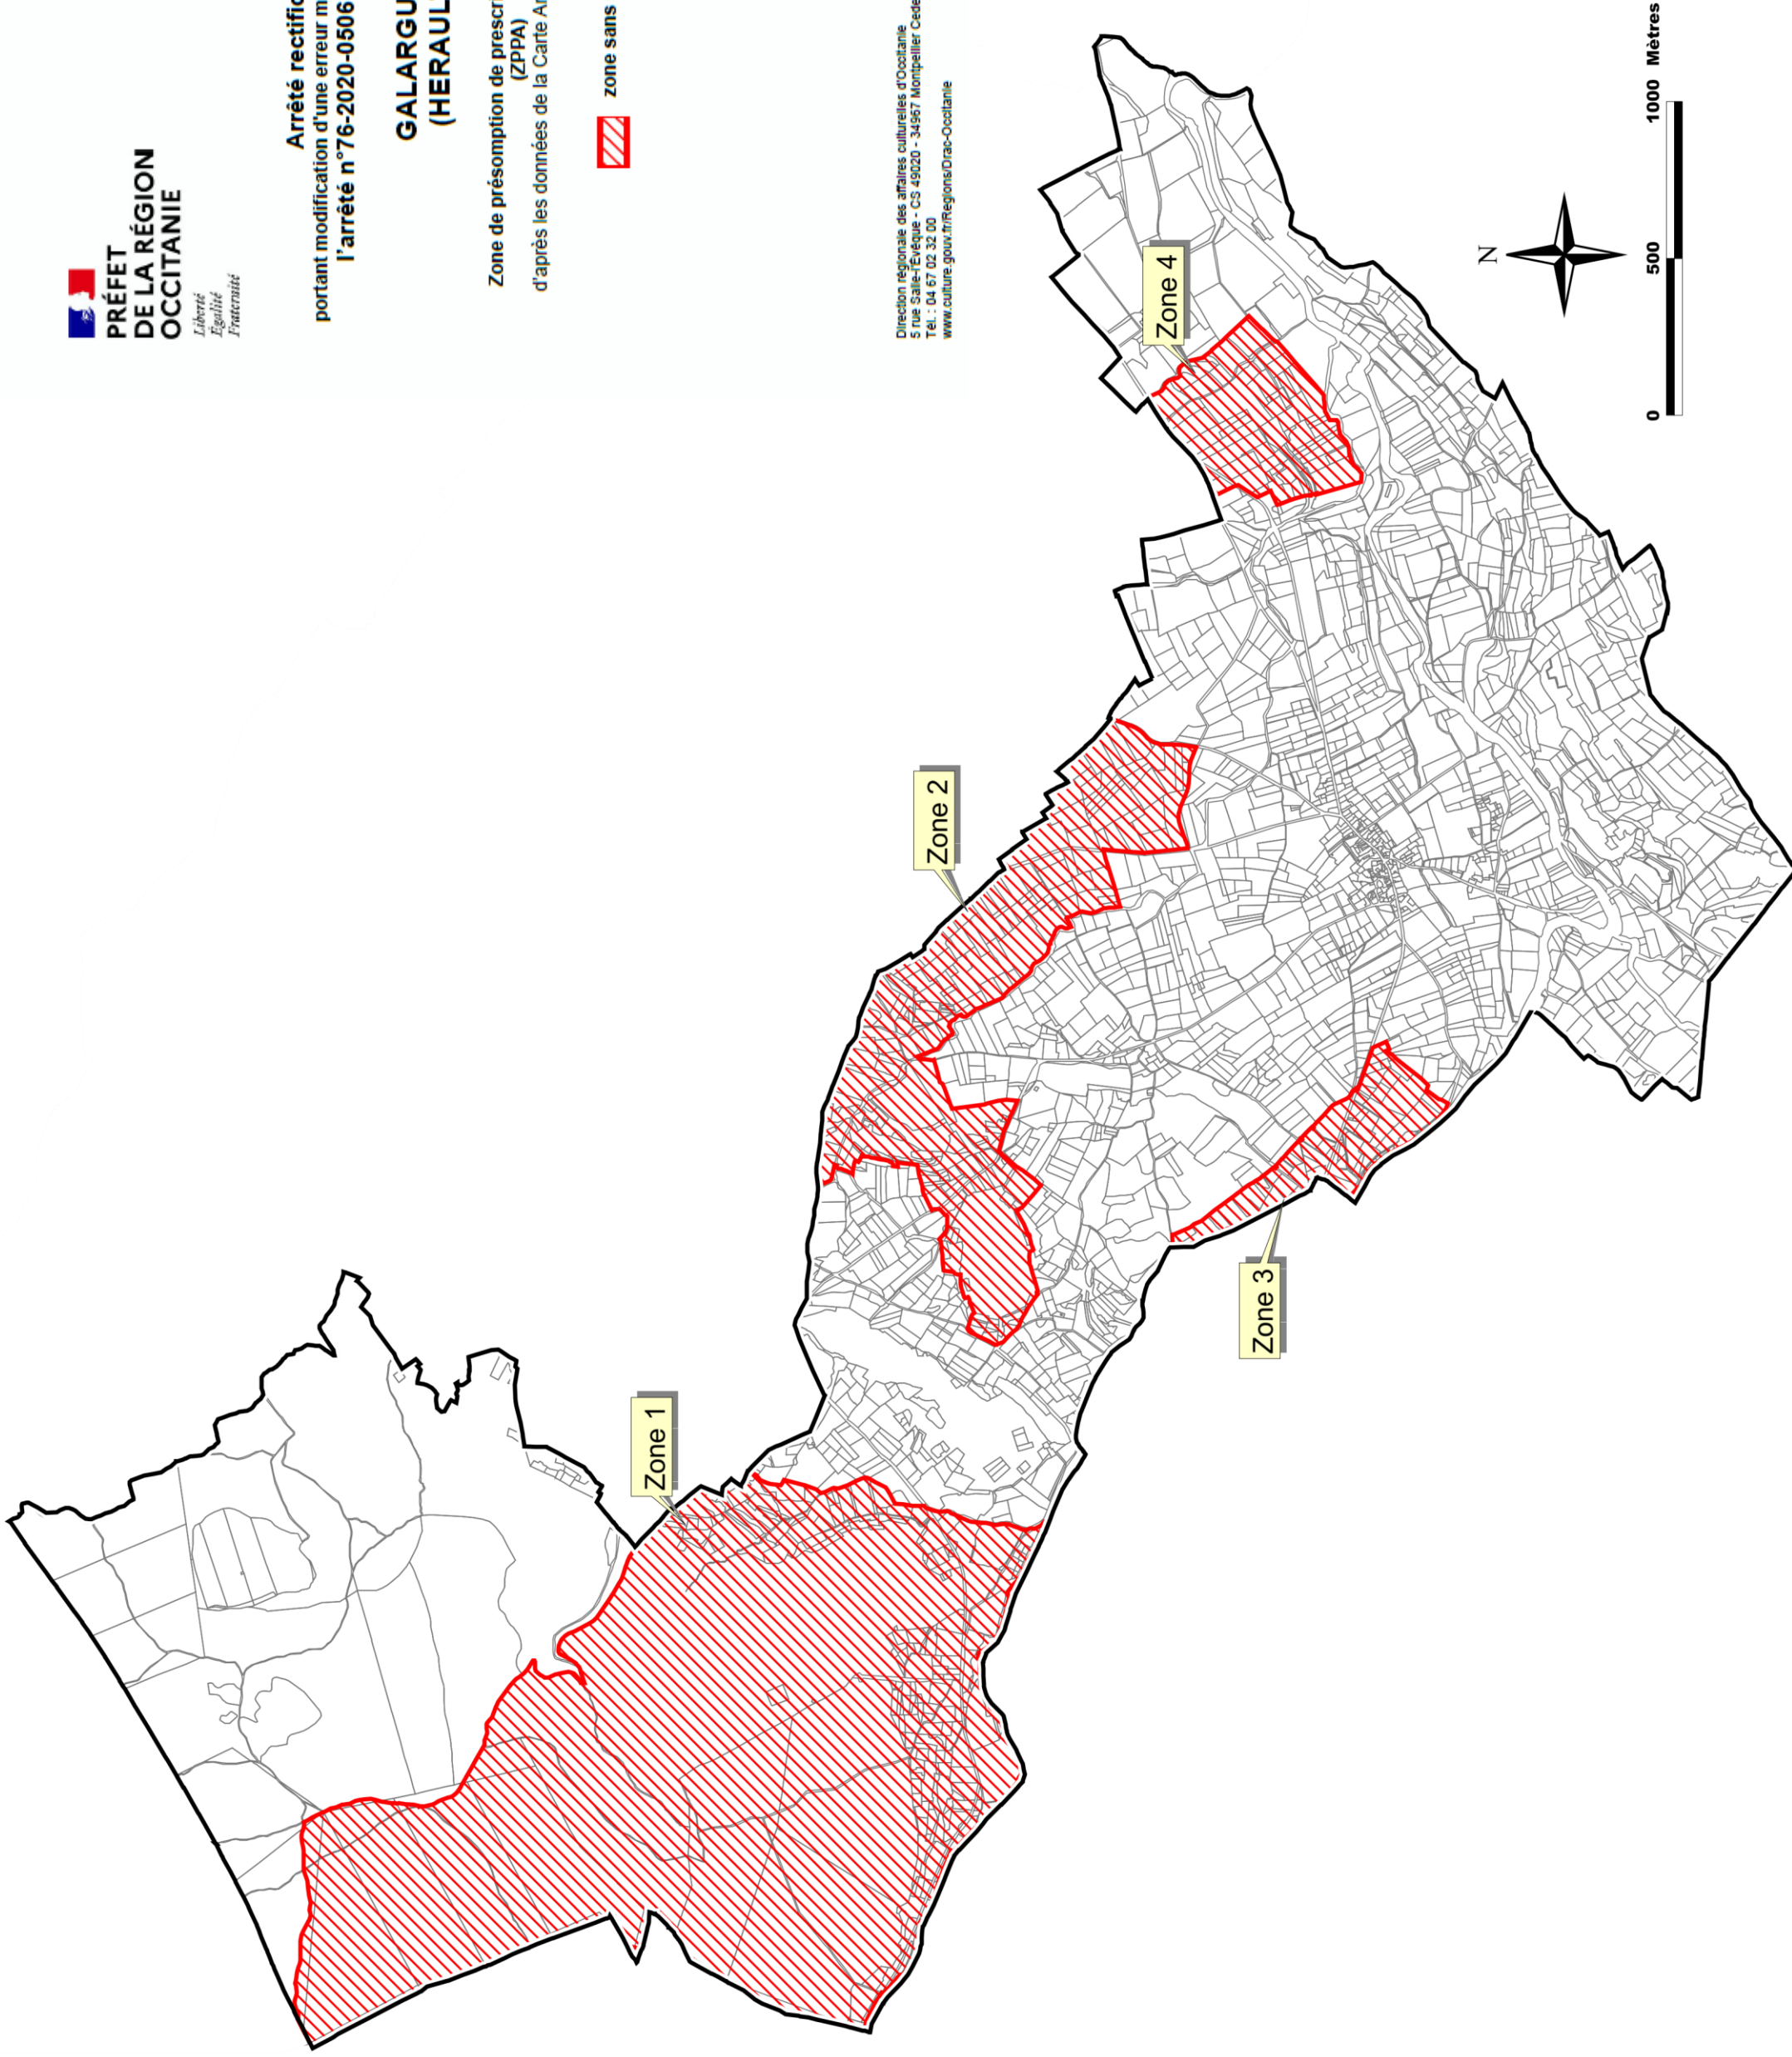 PRÉFET
DE LA RÉGION
OCCITANIE
Liberté
Égalité
Fraternité
Arrêté rectific
portant modification d'une erreur m
l'arrêté n°76-2020-0506
GALARGU
(HERAUL
Zone de présomption de prescri
(ZPPA)
d'après les données de la Carte Ar
zone sans
Direction régionale des affaires culturelles d'Occitanie
5 rue Salle-l'Evêque - CS 49020 - 34967 Montpellier Cede
Tél. : 04 67 02 32 00
www.culture.gouv.fr/Regions/Drac-Occitanie
Zone 1
Zone 2
Zone 3
Zone 4
N
0 500 1000 Mètres